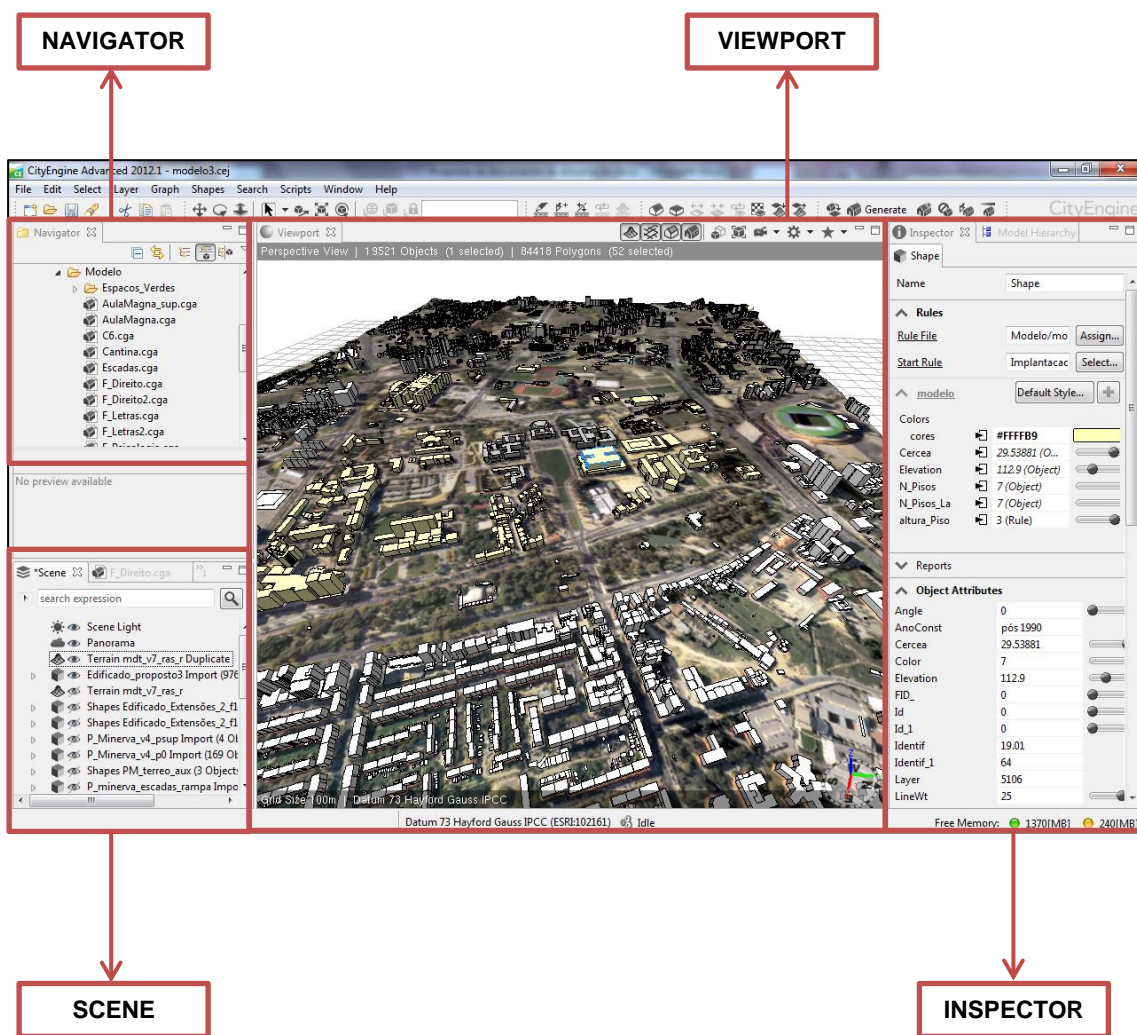 NAVIGATOR
VIEWPORT
CityEngine Advanced 2012.1 - modelo3.cej
File Edit Select Layer Graph Shapes Search Scripts Window Help
Generate
CityEngine
Navigator
Modelo
Espacos_Verdes
AulaMagna_sup.cga
AulaMagna.cga
C6.cga
Cantina.cga
Escadas.cga
F_Direito.cga
F_Direito2.cga
F_Letras.cga
F_Letras2.cga
No preview available
*Scene F_Direito.cga
search expression
Scene Light
Panorama
Terrain mdt_v7_ras_r Duplicate
Edificado_proposto3 Import (976
Terrain mdt_v7_ras_r
Shapes Edificado_Extensões_2_f1
Shapes Edificado_Extensões_2_f1
P_Minerva_v4_psup Import (4 Ob
P_Minerva_v4_p0 Import (169 Ob
Shapes PM_terreo_aux (3 Objects
P_minerva_escadas_rampa Impo
Viewport
Perspective View | 19521 Objects (1 selected) | 84418 Polygons (52 selected)
Grid Size 100m | Datum 73 Hayford Gauss IPCC
Datum 73 Hayford Gauss IPCC (ESRI:102161) Idle
Inspector Model Hierarchy
Shape
Name Shape
Rules
Rule File Modelo/mo Assign...
Start Rule Implantacac Select...
modelo Default Style...
Colors
cores #FFFFB9
Cercea 29.53881 (O...
Elevation 112.9 (Object)
N_Pisos 7 (Object)
N_Pisos_La 7 (Object)
altura_Piso 3 (Rule)
Reports
Object Attributes
Angle 0
AnoConst pós 1990
Cercea 29.53881
Color 7
Elevation 112.9
FID_ 0
Id 0
Id_1 0
Identif 19.01
Identif_1 64
Layer 5106
LineWt 25
Free Memory: 1370[MB] 240[MB]
SCENE
INSPECTOR